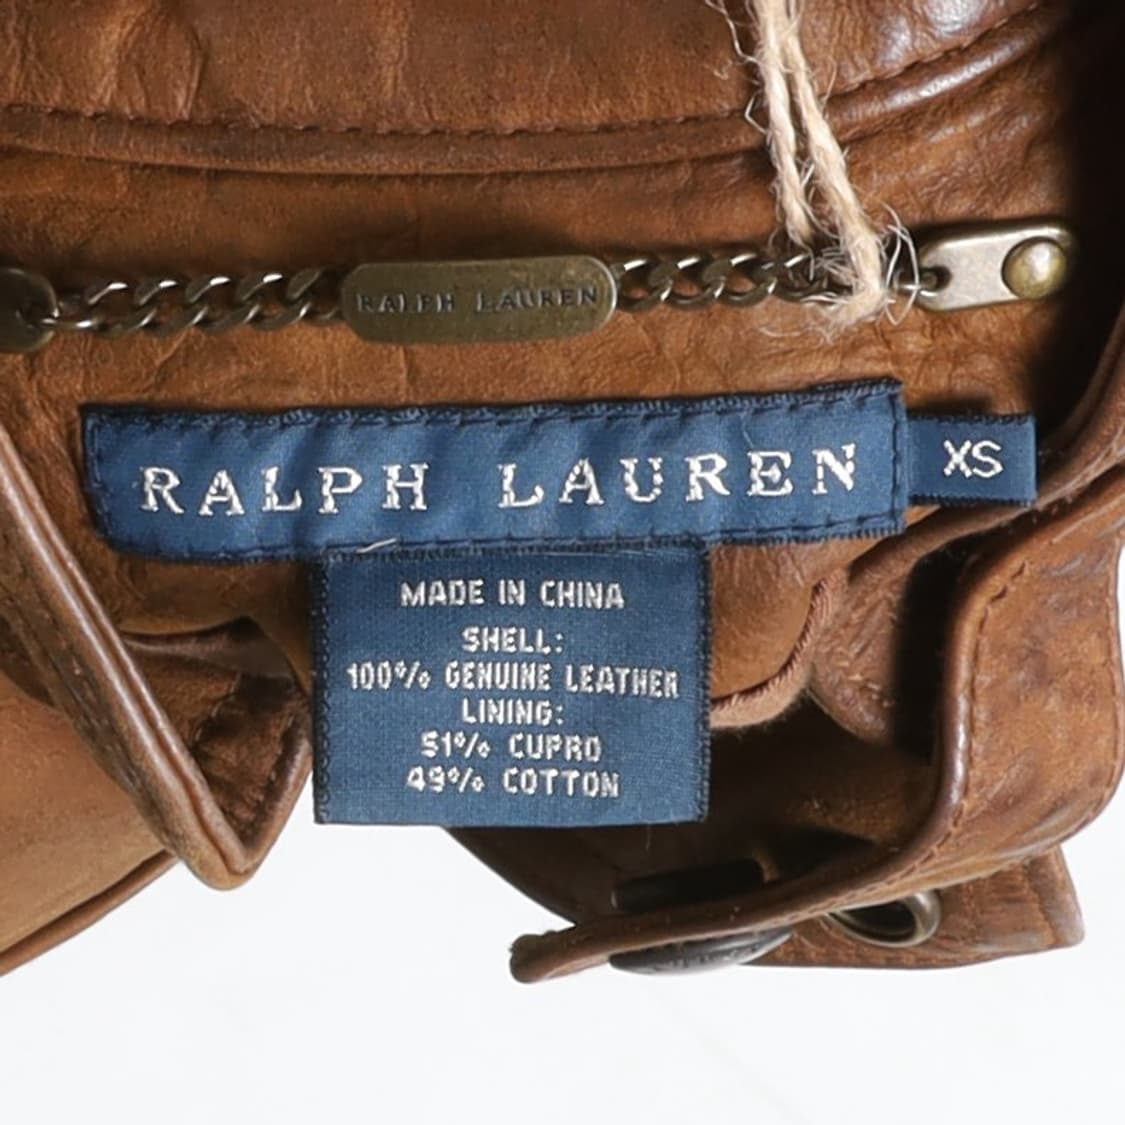 RALPH LAUREN
RALPH LAUREN
XS
MADE IN CHINA
SHELL:
100% GENUINE LEATHER
LINING:
51% CUPRO
49% COTTON